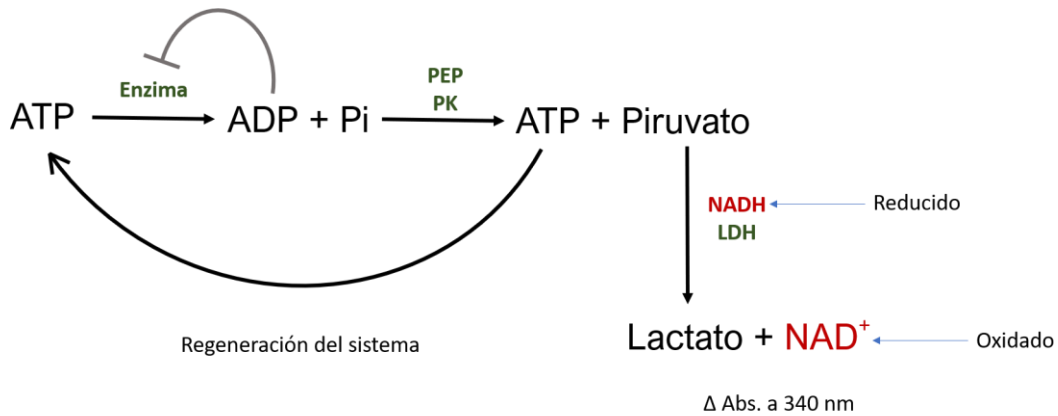 Enzima
PEP
PK
ATP
ADP + Pi
ATP + Piruvato
NADH
Reducido
LDH
Regeneración del sistema
Lactato + NAD⁺
Oxidado
Δ Abs. a 340 nm